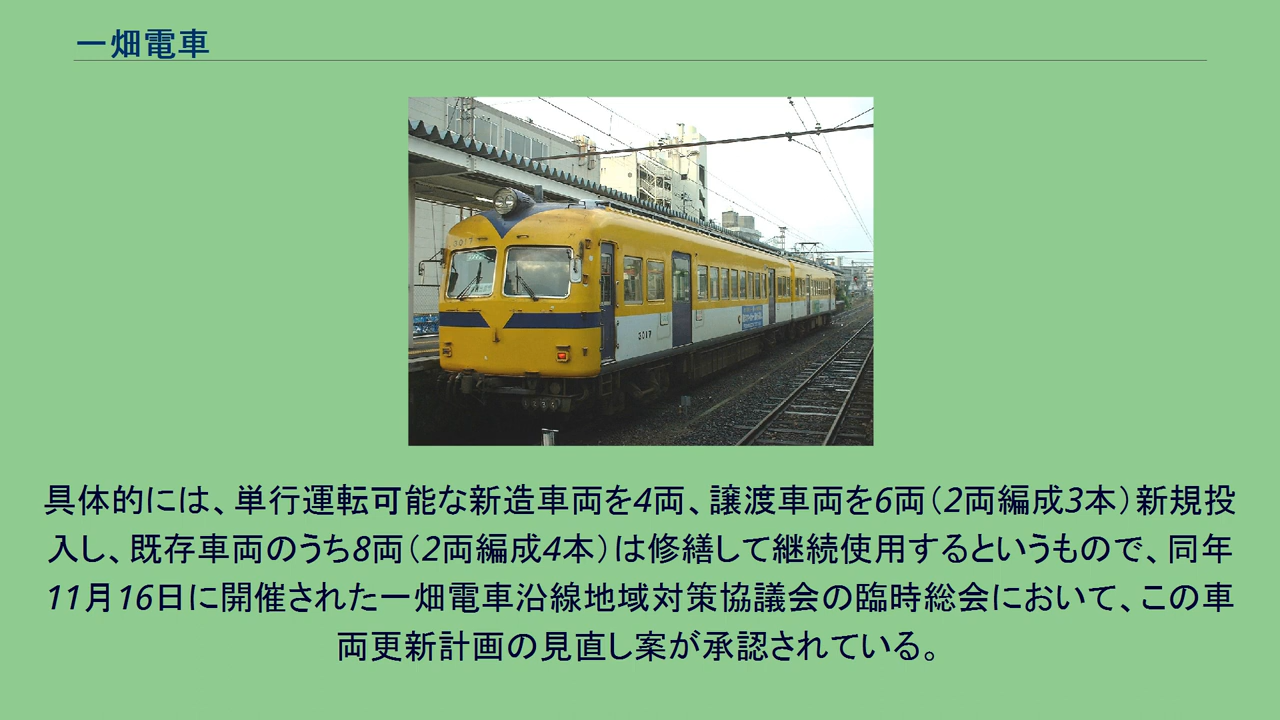 一畑電車
3017
3017
具体的には、単行運転可能な新造車両を4両、譲渡車両を6両（2両編成3本）新規投
入し、既存車両のうち8両（2両編成4本）は修繕して継続使用するというもので、同年
11月16日に開催された一畑電車沿線地域対策協議会の臨時総会において、この車
両更新計画の見直し案が承認されている。